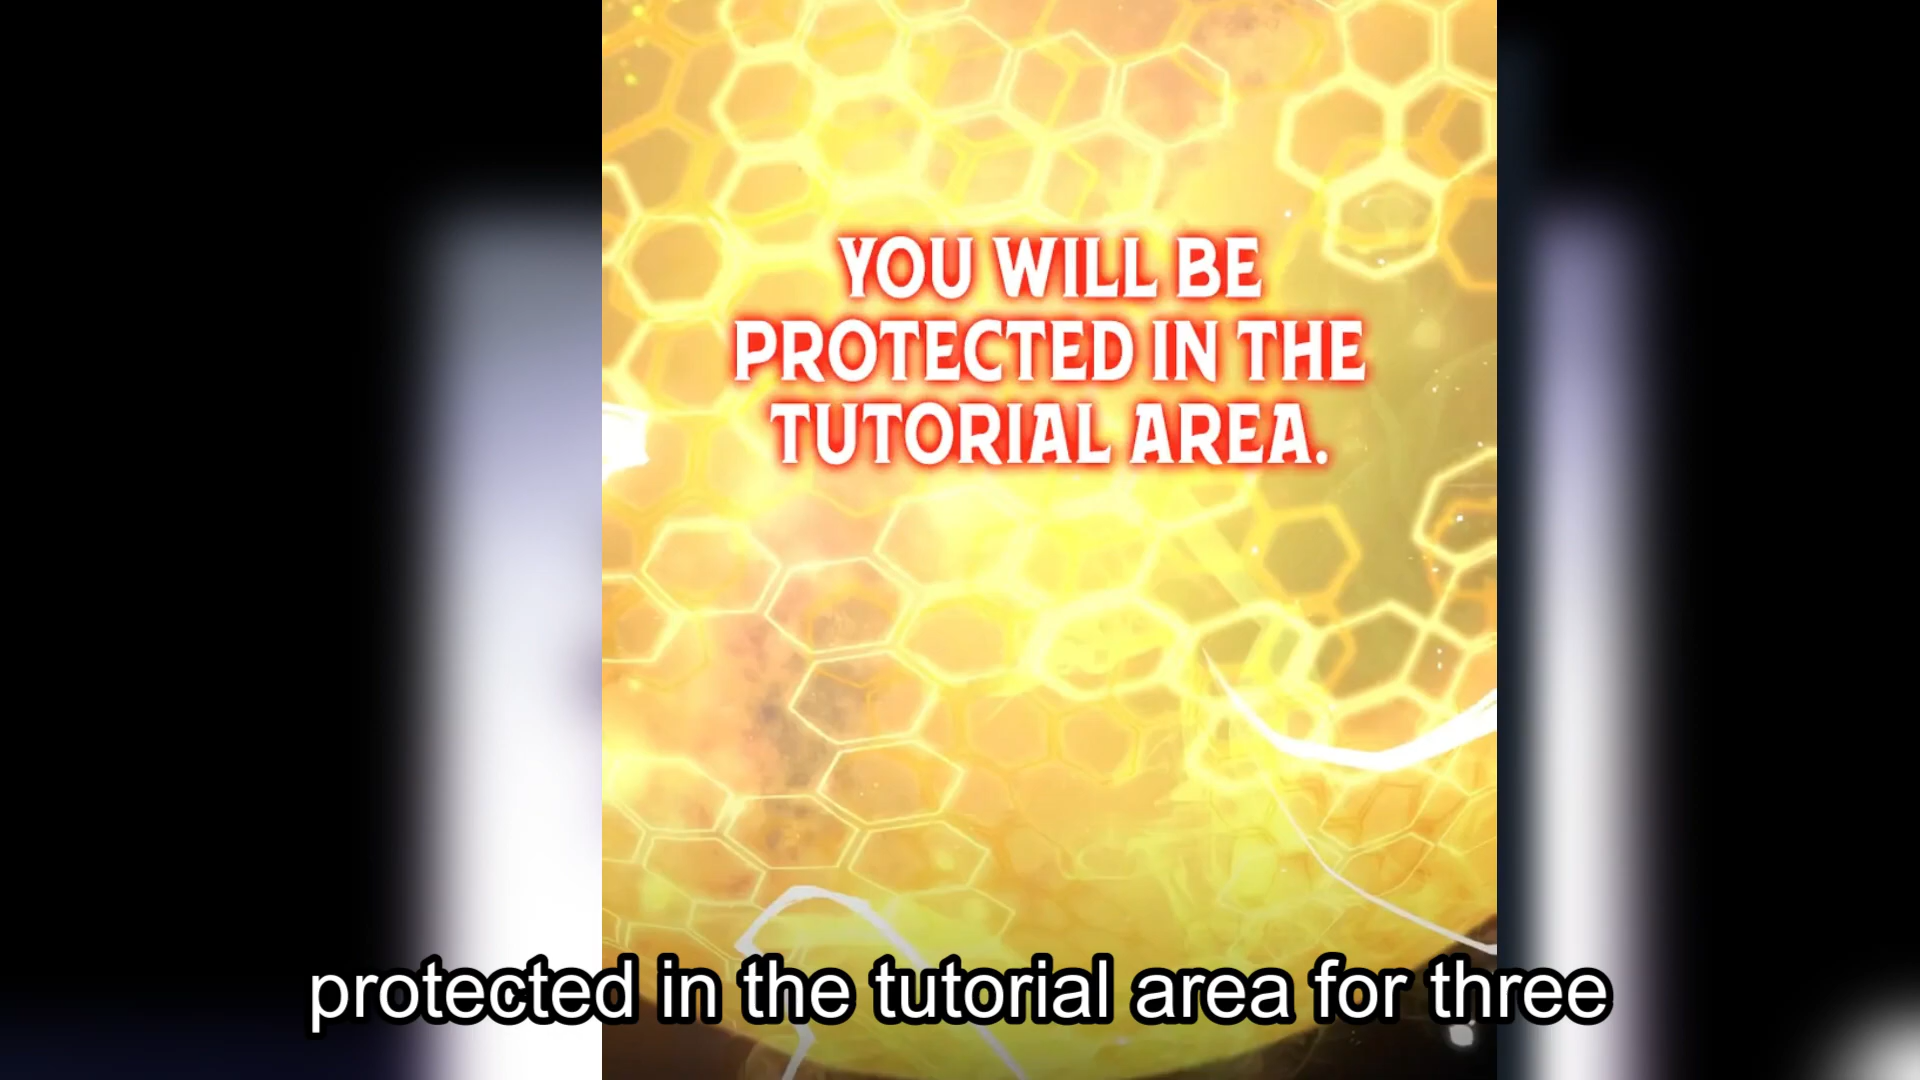 YOU WILL BE
PROTECTED IN THE
TUTORIAL AREA.
protected in the tutorial area for three